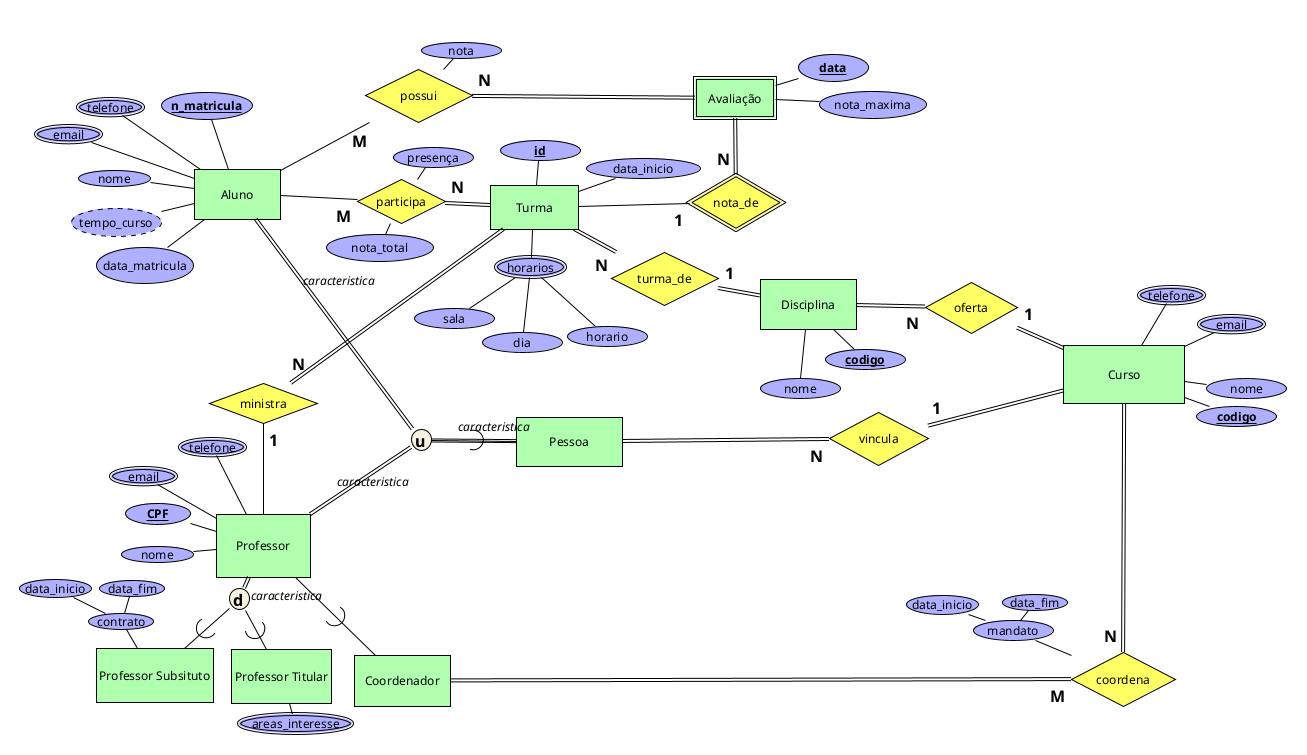 nota
possui
N
Avaliação
data
nota_maxima
M
telefone
n_matricula
email
nome
Aluno
tempo_curso
data_matricula
presença
participa
N
M
nota_total
id
data_inicio
Turma
N
nota_de
1
horarios
sala
dia
horario
N
turma_de
1
Disciplina
nome
codigo
N
oferta
1
telefone
email
Curso
nome
codigo
caracteristica
N
ministra
1
u
caracteristica
Pessoa
N
vincula
1
caracteristica
telefone
email
CPF
nome
Professor
d
caracteristica
data_inicio
data_fim
contrato
Professor Subsituto
Professor Titular
areas_interesse
Coordenador
data_inicio
data_fim
mandato
N
coordena
M